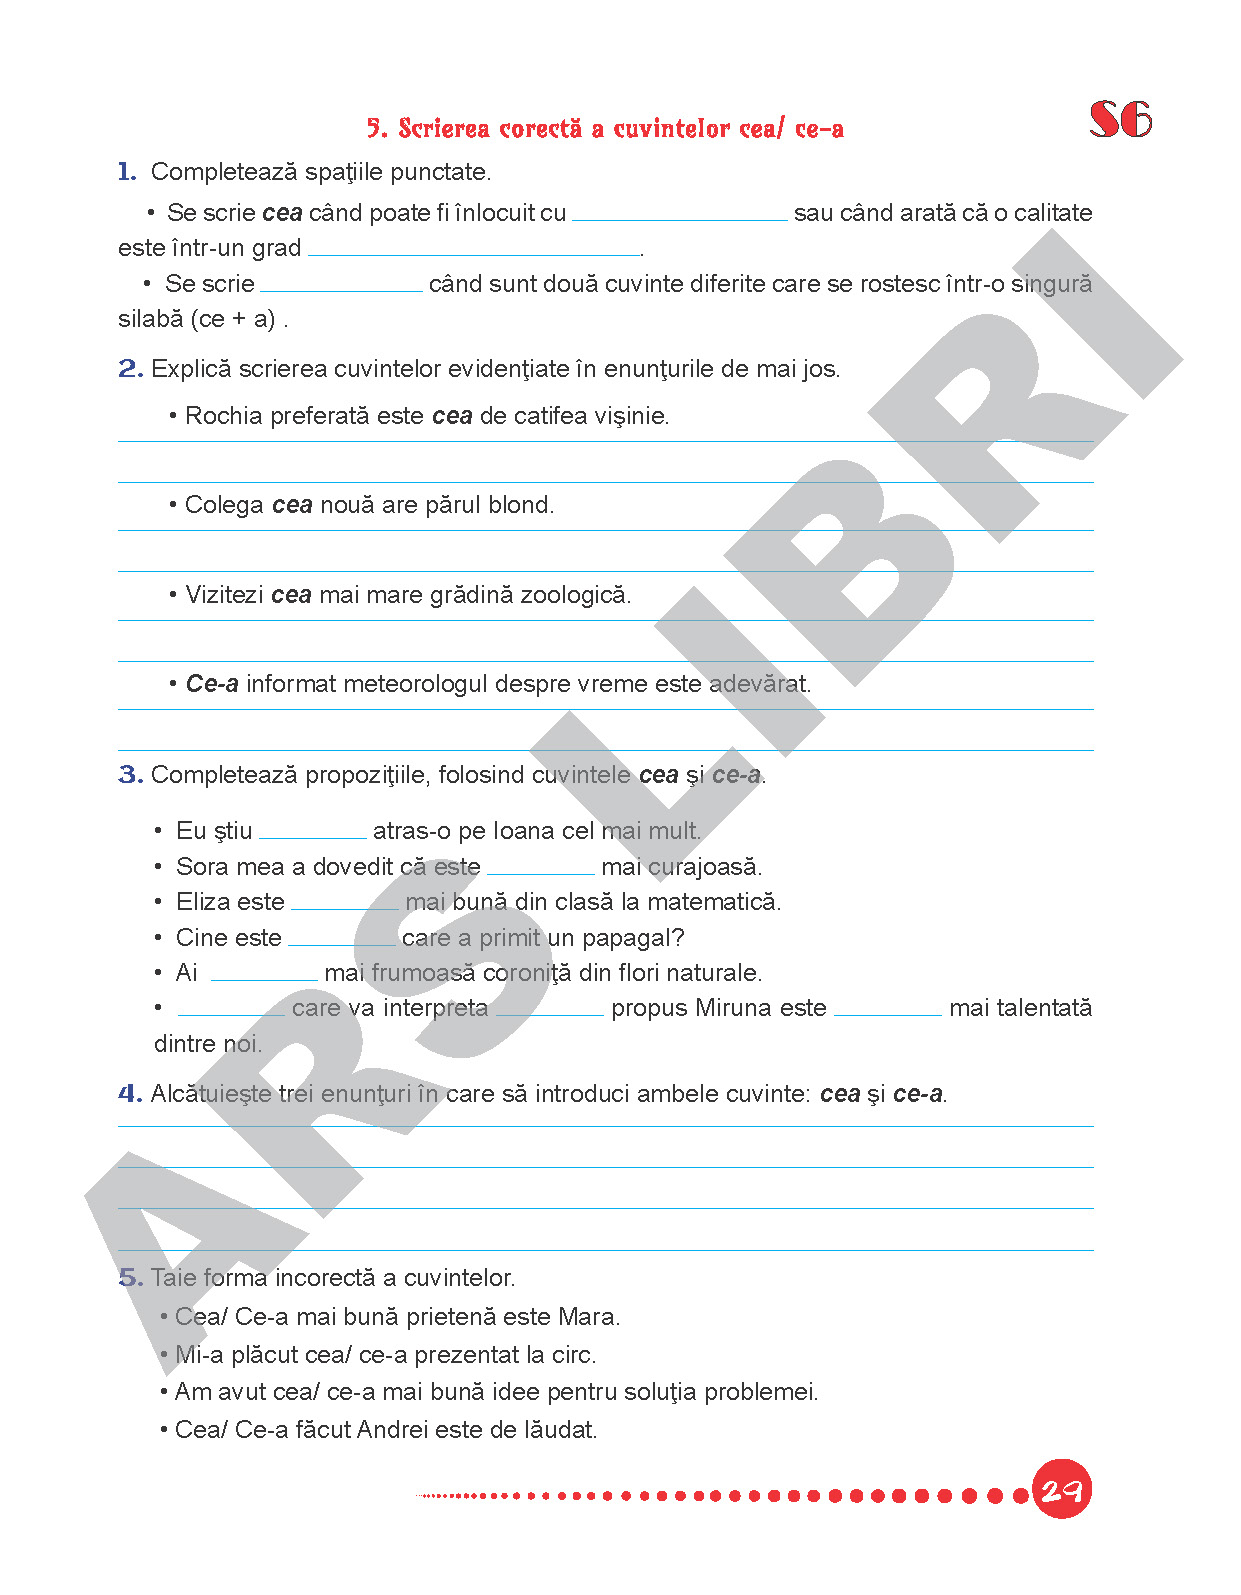 S6
5. Scrierea corectă a cuvintelor cea/ ce-a
1. Completează spaţiile punctate.
• Se scrie cea când poate fi înlocuit cu ____________ sau când arată că o calitate
este într-un grad ____________.
• Se scrie ____________ când sunt două cuvinte diferite care se rostesc într-o singură
silabă (ce + a) .
2. Explică scrierea cuvintelor evidenţiate în enunţurile de mai jos.
• Rochia preferată este cea de catifea vişinie.
• Colega cea nouă are părul blond.
• Vizitezi cea mai mare grădină zoologică.
• Ce-a informat meteorologul despre vreme este adevărat.
3. Completează propoziţiile, folosind cuvintele cea şi ce-a.
• Eu ştiu ________ atras-o pe Ioana cel mai mult.
• Sora mea a dovedit că este ________ mai curajoasă.
• Eliza este ________ mai bună din clasă la matematică.
• Cine este ________ care a primit un papagal?
• Ai ________ mai frumoasă coroniţă din flori naturale.
• ________ care va interpreta ________ propus Miruna este ________ mai talentată
dintre noi.
4. Alcătuieşte trei enunţuri în care să introduci ambele cuvinte: cea şi ce-a.
5. Taie forma incorectă a cuvintelor.
• Cea/ Ce-a mai bună prietenă este Mara.
• Mi-a plăcut cea/ ce-a prezentat la circ.
• Am avut cea/ ce-a mai bună idee pentru soluţia problemei.
• Cea/ Ce-a făcut Andrei este de lăudat.
29
ARS LIBRI